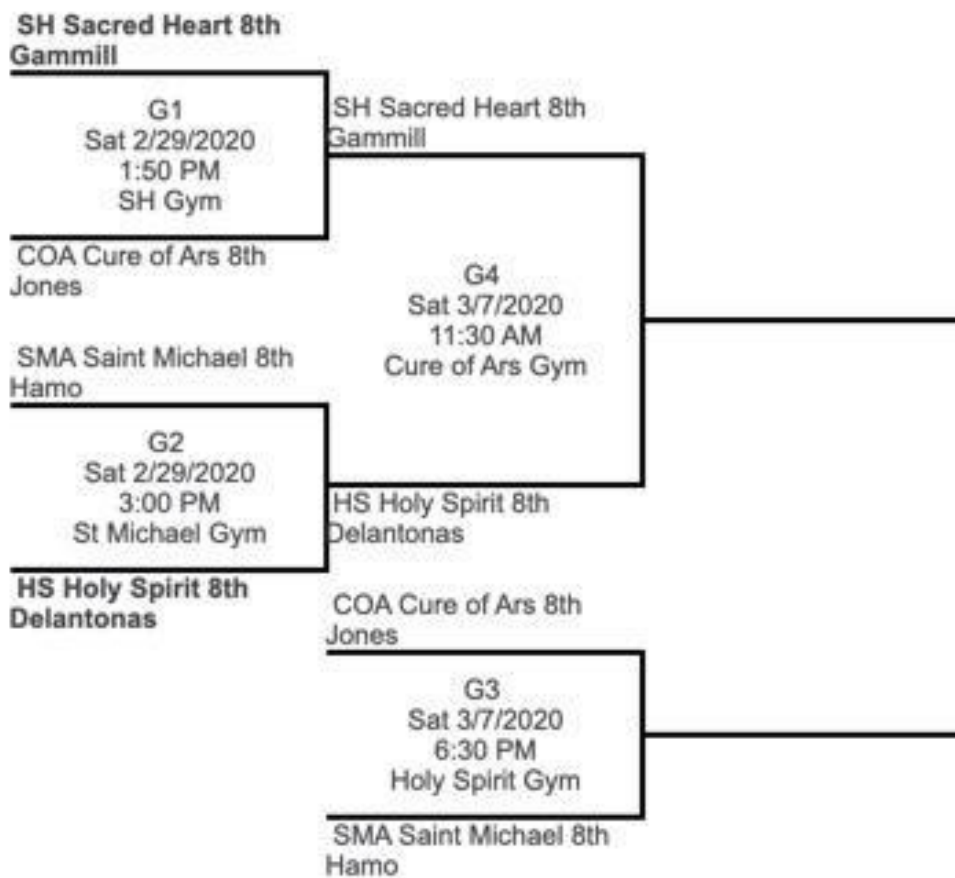 SH Sacred Heart 8th
Gammill
G1
Sat 2/29/2020
1:50 PM
SH Gym
COA Cure of Ars 8th
Jones
SH Sacred Heart 8th
Gammill
G4
Sat 3/7/2020
11:30 AM
Cure of Ars Gym
SMA Saint Michael 8th
Hamo
G2
Sat 2/29/2020
3:00 PM
St Michael Gym
HS Holy Spirit 8th
Delantonas
HS Holy Spirit 8th
Delantonas
COA Cure of Ars 8th
Jones
G3
Sat 3/7/2020
6:30 PM
Holy Spirit Gym
SMA Saint Michael 8th
Hamo